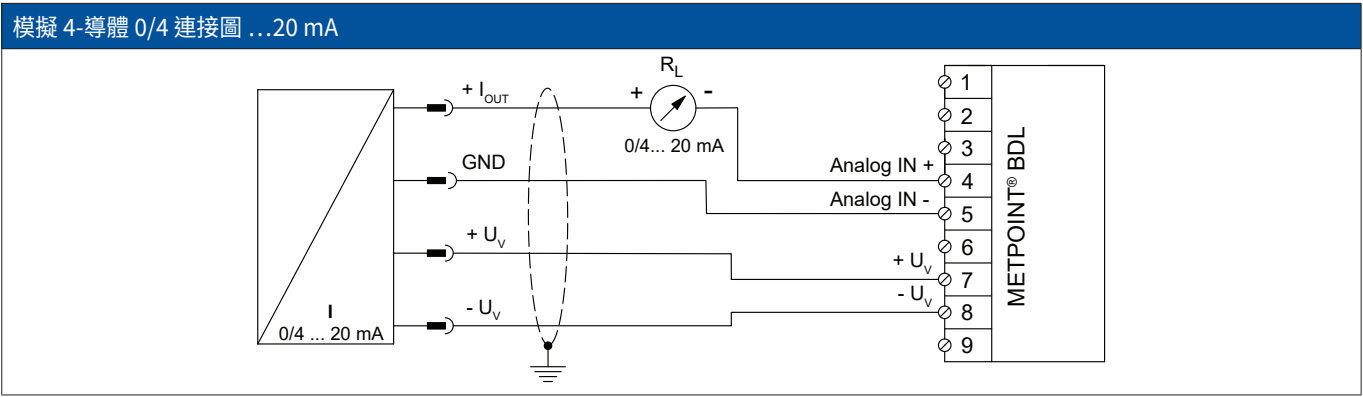 模擬 4-導體 0/4 連接圖 …20 mA
R_L
+ I_OUT
+ -
0/4... 20 mA
GND
+ U_V
- U_V
I
0/4 ... 20 mA
Analog IN +
Analog IN -
+ U_V
- U_V
1
2
3
4
5
6
7
8
9
METPOINT® BDL